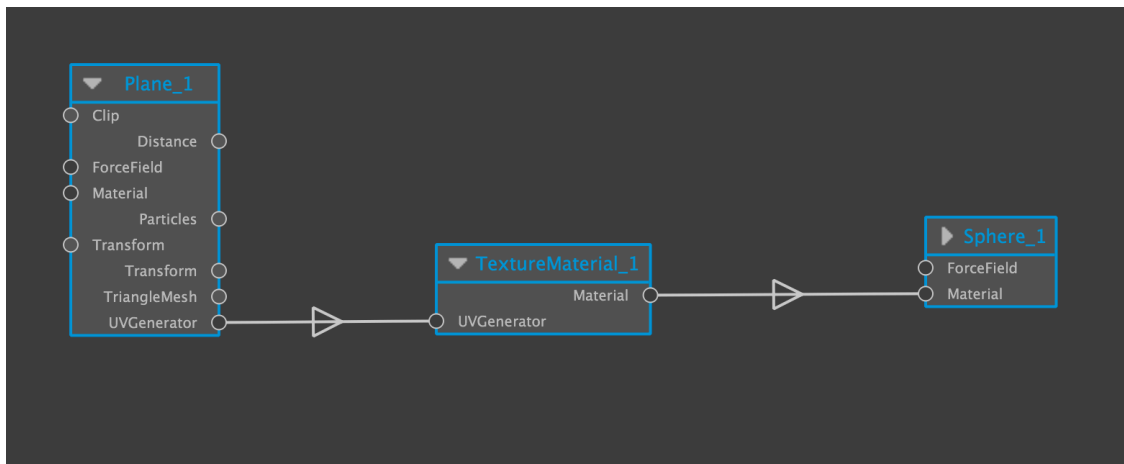 Plane_1
Clip
Distance
ForceField
Material
Particles
Transform
Transform
TriangleMesh
UVGenerator
TextureMaterial_1
Material
UVGenerator
Sphere_1
ForceField
Material